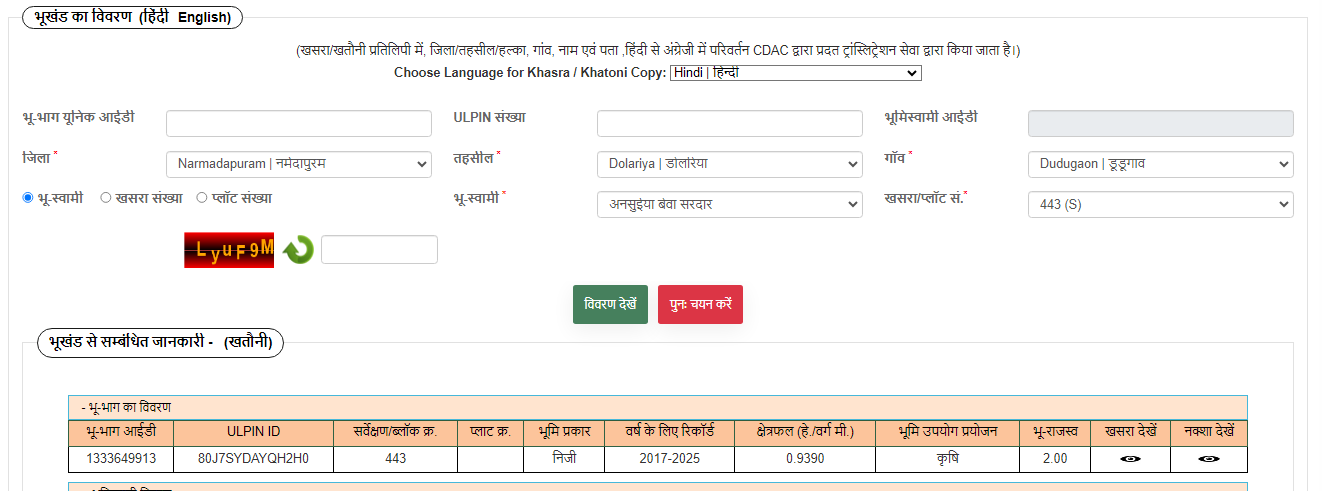 भूखंड का विवरण (हिंदी English)
(खसरा/खतौनी प्रतिलिपी में, जिला/तहसील/हल्का, गांव, नाम एवं पता ,हिंदी से अंग्रेजी में परिवर्तन CDAC द्वारा प्रदत ट्रांस्लिट्रेशन सेवा द्वारा किया जाता है।)
Choose Language for Khasra / Khatoni Copy: Hindi | हिन्दी
भू-भाग यूनिक आईडी ULPIN संख्या भूमिस्वामी आईडी
जिला * Narmadapuram | नर्मदापुरम तहसील * Dolariya | डोलरिया गाँव * Dudugaon | डूडूगाव
भू-स्वामी खसरा संख्या प्लॉट संख्या भू-स्वामी * अनसुईया बेवा सरदार खसरा/प्लॉट सं.* 443 (S)
LyuF9M
विवरण देखें पुनः चयन करें
भूखंड से सम्बंधित जानकारी - (खतौनी)
- भू-भाग का विवरण
भू-भाग आईडी ULPIN ID सर्वेक्षण/ब्लॉक क्र. प्लाट क्र. भूमि प्रकार वर्ष के लिए रिकॉर्ड क्षेत्रफल (हे./वर्ग मी.) भूमि उपयोग प्रयोजन भू-राजस्व खसरा देखें नक्शा देखें
1333649913 80J7SYDAYQH2H0 443 निजी 2017-2025 0.9390 कृषि 2.00